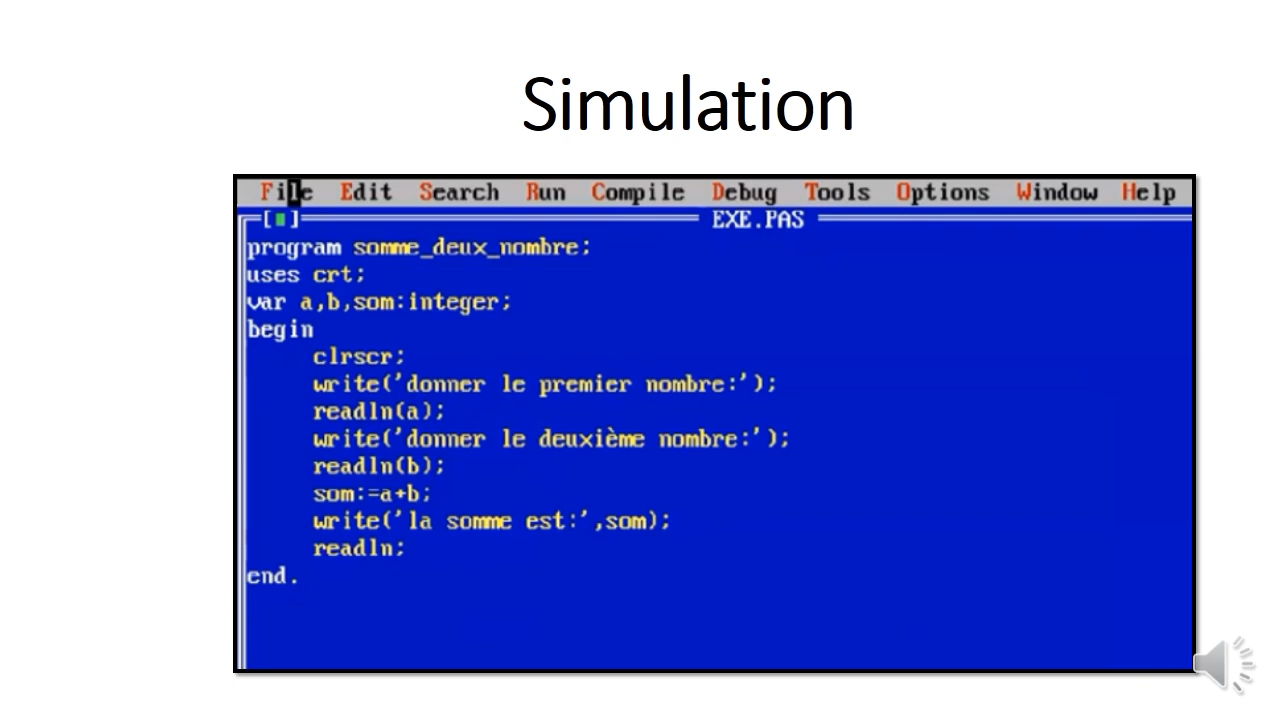 Simulation
File Edit Search Run Compile Debug Tools Options Window Help
[■] EXE.PAS
program somme_deux_nombre;
uses crt;
var a,b,som:integer;
begin
clrscr;
write('donner le premier nombre:');
readln(a);
write('donner le deuxième nombre:');
readln(b);
som:=a+b;
write('la somme est:',som);
readln;
end.